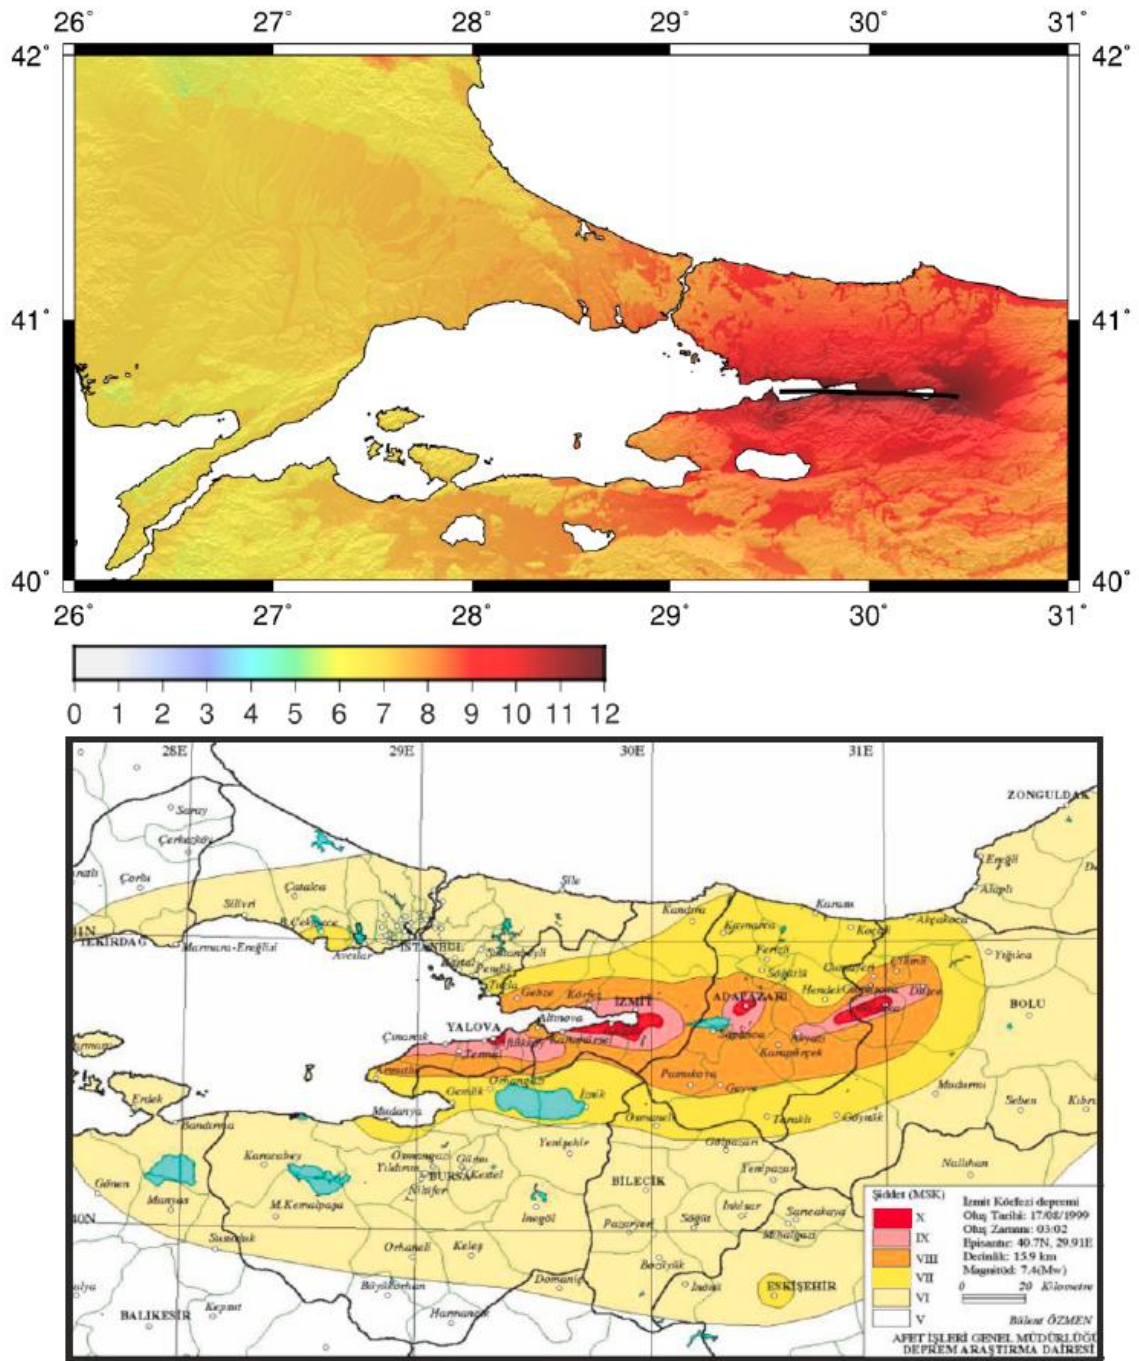 26° 27° 28° 29° 30° 31°
42° 42°
41° 41°
40° 40°
26° 27° 28° 29° 30° 31°
0 1 2 3 4 5 6 7 8 9 10 11 12
28E 29E 30E 31E
ZONGULDAK
Saray
Çerkezköy
Ereğli
Çorlu
Çatalca
Şile
Alaplı
Silivri
Karasu
Kandıra
Akçakoca
B.Çekmece
Kaynarca
Kocaali
41N
TEKİRDAĞ
Marmara-Ereğlisi
İSTANBUL
Avcılar
Sultanbeyli
Kartal
Pendik
Ferizli
Yığılca
Söğütlü
Tuzla
Gebze
Körfez
İZMİT
ADAPAZARI
Hendek
Düzce
BOLU
Altınova
YALOVA
Çınarcık
Karamürsel
Sapanca
Akyazı
Termal
Karapürçek
Armutlu
Pamukova
Geyve
Orhangazi
Gemlik
İznik
Mudurnu
Erdek
Mudanya
Osmaneli
Taraklı
Göynük
Seben
Bandırma
Gölpazarı
Yenişehir
Karacabey
Osmangazi
Yıldırım
Gürsu
BURSA
Kestel
Nilüfer
Yenipazar
Nallıhan
Gönen
Manyas
M.Kemalpaşa
BİLECİK
İnegöl
İnhisar
Sarıcakaya
40N
Pazaryeri
Söğüt
Mihalgazi
Susurluk
Orhaneli
Keleş
Bozüyük
Domaniç
İnönü
ESKİŞEHİR
Büyükorhan
BALIKESİR
Kepsut
Harmancık
Şiddet (MSK)
X
IX
VIII
VII
VI
V
İzmit Körfezi depremi
Oluş Tarihi: 17/08/1999
Oluş Zamanı: 03:02
Episantır: 40.7N, 29.91E
Derinlik: 15.9 km
Magnitüd: 7.4(Mw)
0 20 Kilometre
Bülent ÖZMEN
AFET İŞLERİ GENEL MÜDÜRLÜĞÜ
DEPREM ARAŞTIRMA DAİRESİ